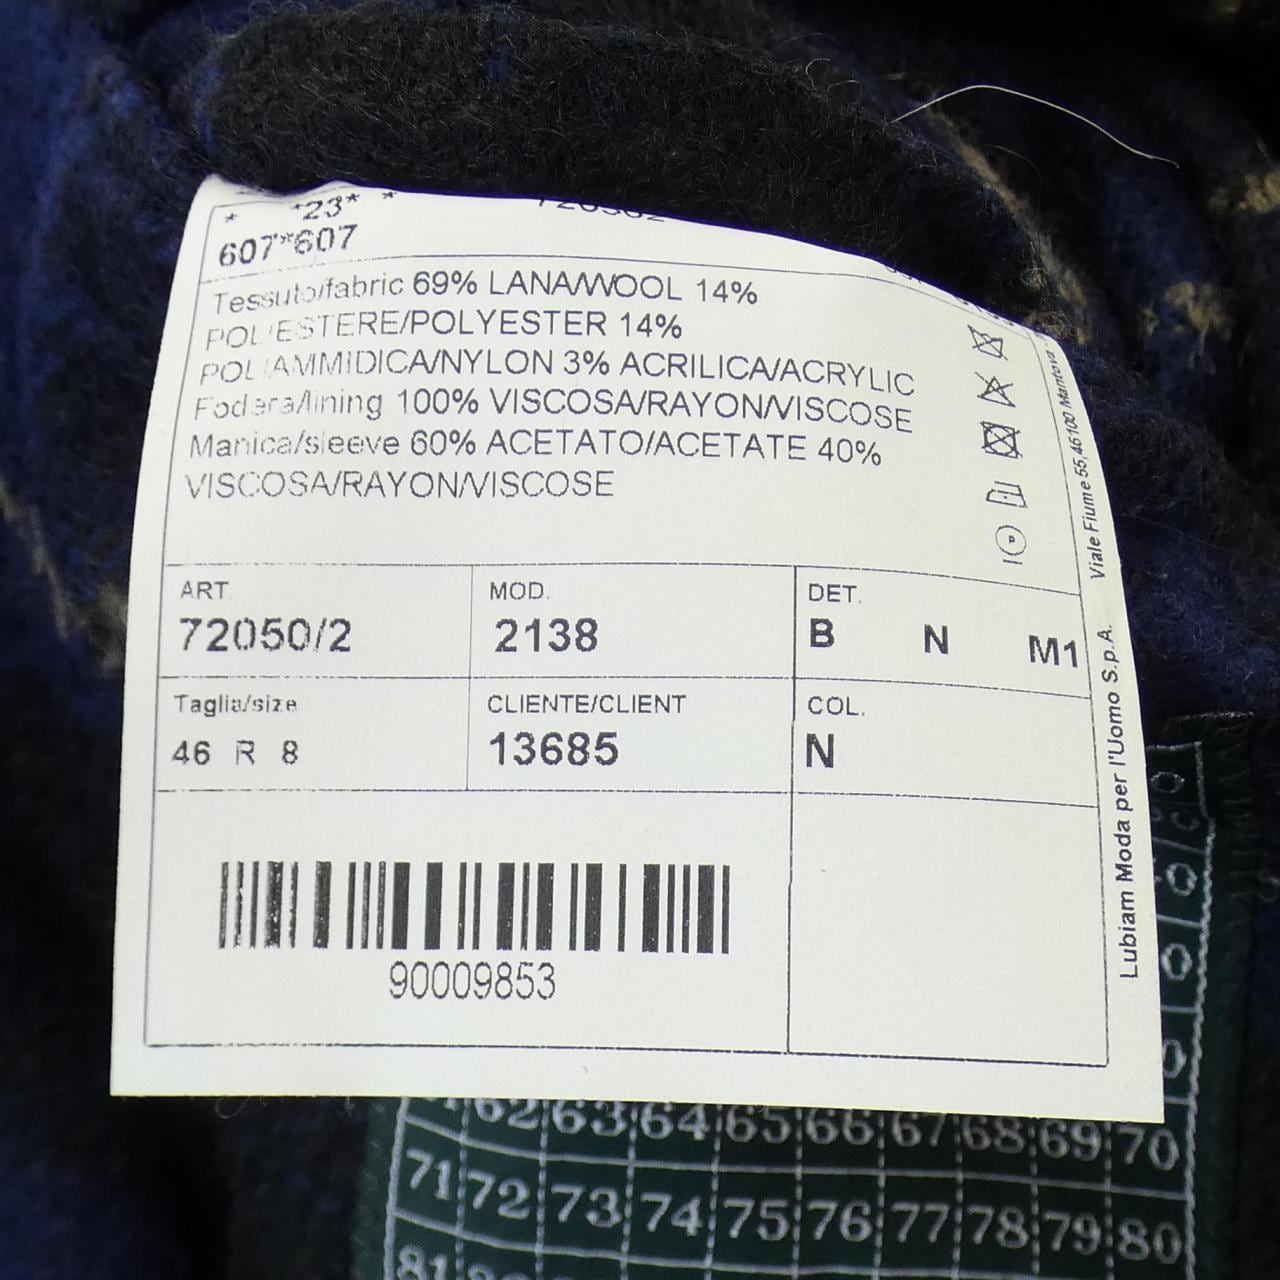 * *23* *
607**607
Tessuto/fabric 69% LANA/WOOL 14%
POLIESTERE/POLYESTER 14%
POLIAMMIDICA/NYLON 3% ACRILICA/ACRYLIC
Fodera/lining 100% VISCOSA/RAYON/VISCOSE
Manica/sleeve 60% ACETATO/ACETATE 40%
VISCOSA/RAYON/VISCOSE
P
ART. MOD. DET.
72050/2 2138 B N M1
Taglia/size CLIENTE/CLIENT COL.
46 R 8 13685 N
90009853
Lubiam Moda per l'Uomo S.p.A. Viale Fiume 55,46100 Mantova
62 63 64 65 66 67 68 69 70
71 72 73 74 75 76 77 78 79 80
81